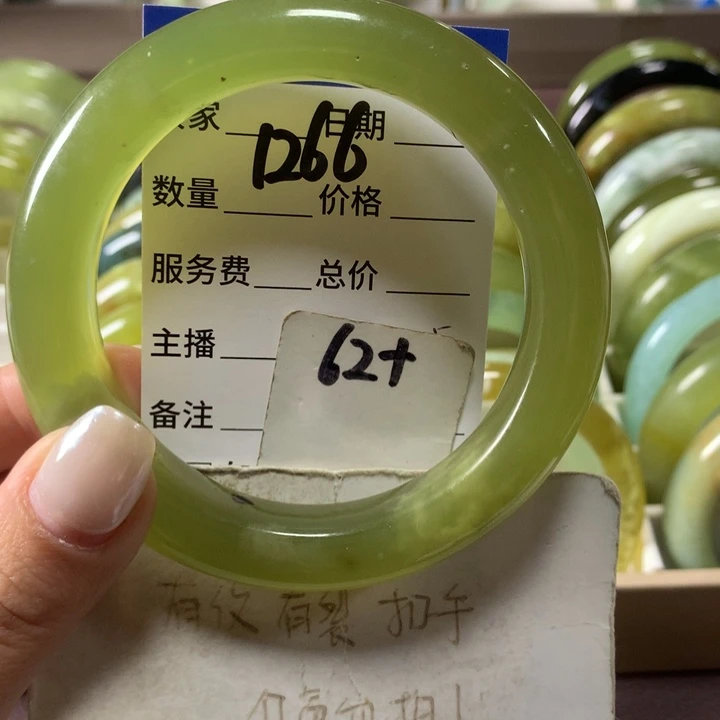 家 日期
1266
数量 价格
服务费 总价
主播
62+
备注
有纹 有裂 扣手